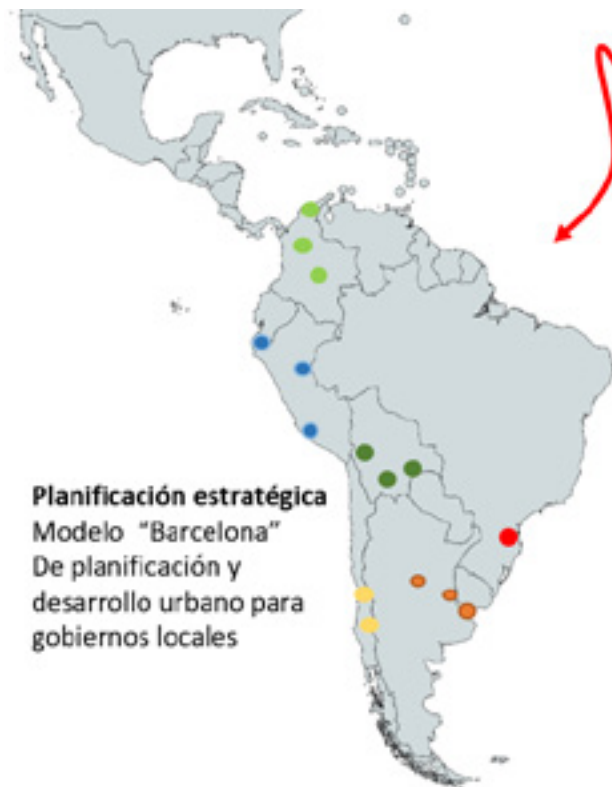 Planificación estratégica
Modelo "Barcelona"
De planificación y
desarrollo urbano para
gobiernos locales